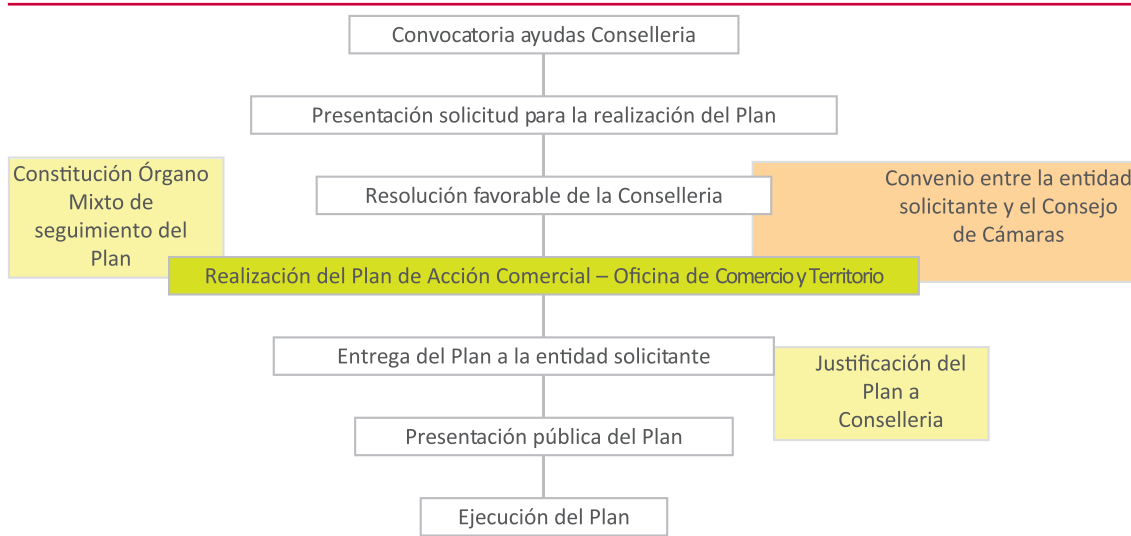 Convocatoria ayudas Conselleria
Presentación solicitud para la realización del Plan
Constitución Órgano
Mixto de
seguimiento del
Plan
Resolución favorable de la Conselleria
Convenio entre la entidad
solicitante y el Consejo
de Cámaras
Realización del Plan de Acción Comercial – Oficina de Comercio y Territorio
Entrega del Plan a la entidad solicitante
Justificación del
Plan a
Conselleria
Presentación pública del Plan
Ejecución del Plan